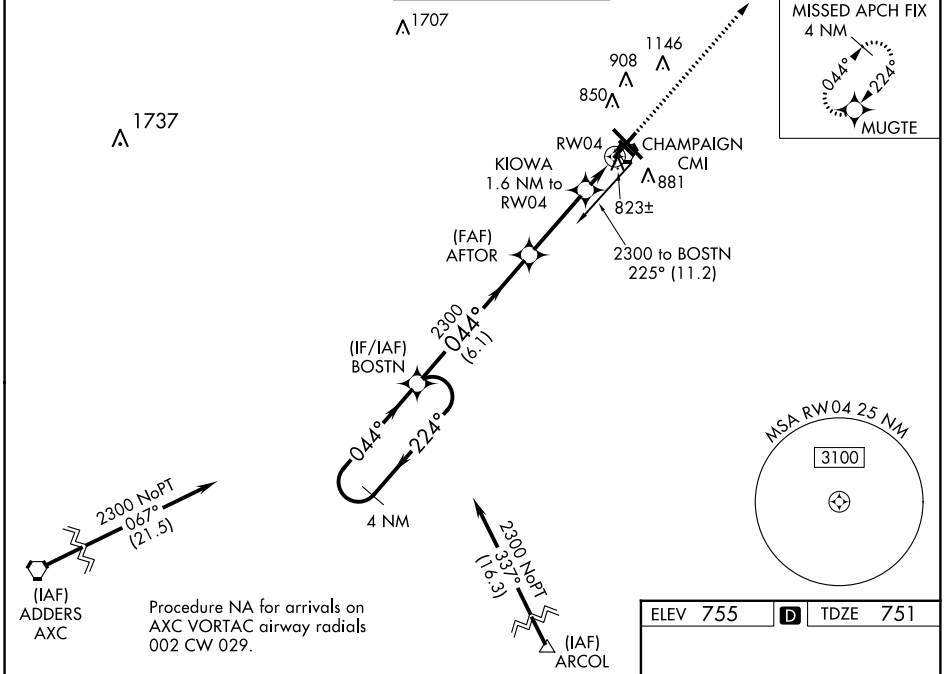 1707
MISSED APCH FIX
4 NM
044°
224°
MUGTE
1146
908
850
1737
RW04
CHAMPAIGN
CMI
KIOWA
1.6 NM to
RW04
881
823±
(FAF)
AFTOR
2300 to BOSTN
225° (11.2)
2300
044°
(6.1)
(IF/IAF)
BOSTN
044°
224°
4 NM
MSA RW04 25 NM
3100
2300 NoPT
067°
(21.5)
(IAF)
ADDERS
AXC
2300 NoPT
337°
(16.3)
(IAF)
ARCOL
Procedure NA for arrivals on
AXC VORTAC airway radials
002 CW 029.
ELEV 755 D TDZE 751